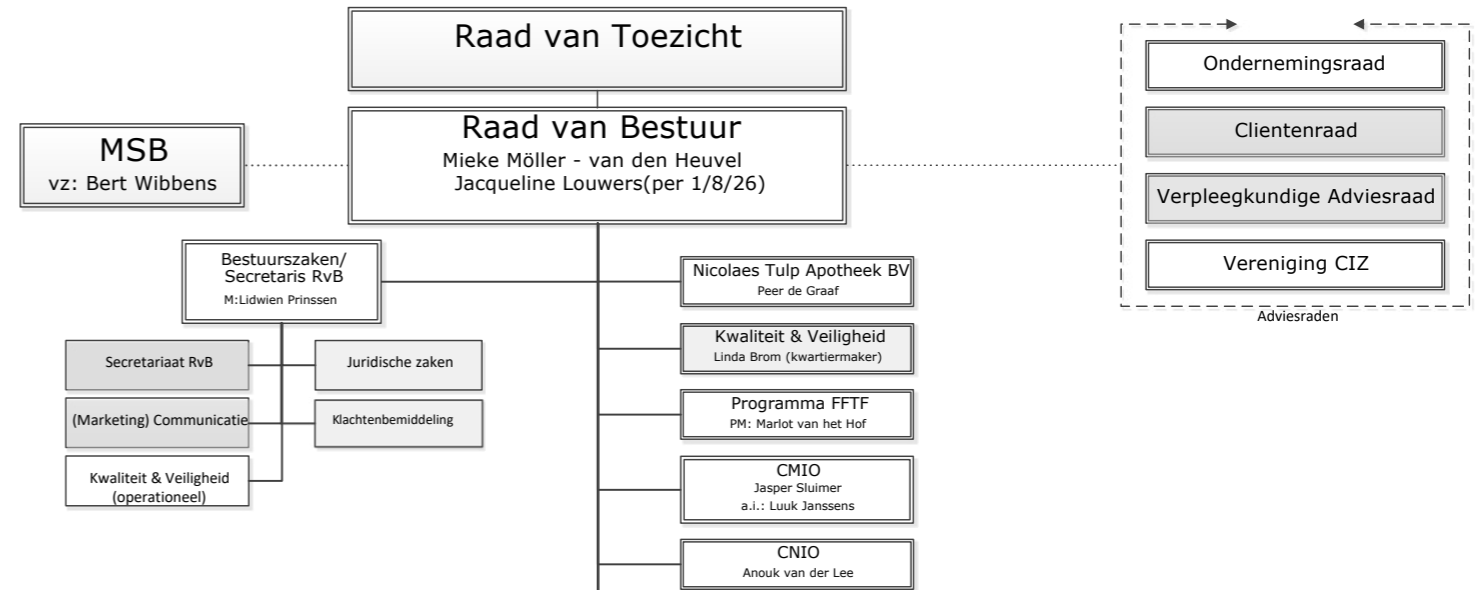 Raad van Toezicht
Raad van Bestuur
Mieke Möller - van den Heuvel
Jacqueline Louwers(per 1/8/26)
MSB
vz: Bert Wibbens
Ondernemingsraad
Clientenraad
Verpleegkundige Adviesraad
Vereniging CIZ
Adviesraden
Bestuurszaken/
Secretaris RvB
M:Lidwien Prinssen
Secretariaat RvB
Juridische zaken
(Marketing) Communicatie
Klachtenbemiddeling
Kwaliteit & Veiligheid
(operationeel)
Nicolaes Tulp Apotheek BV
Peer de Graaf
Kwaliteit & Veiligheid
Linda Brom (kwartiermaker)
Programma FFTF
PM: Marlot van het Hof
CMIO
Jasper Sluimer
a.i.: Luuk Janssens
CNIO
Anouk van der Lee